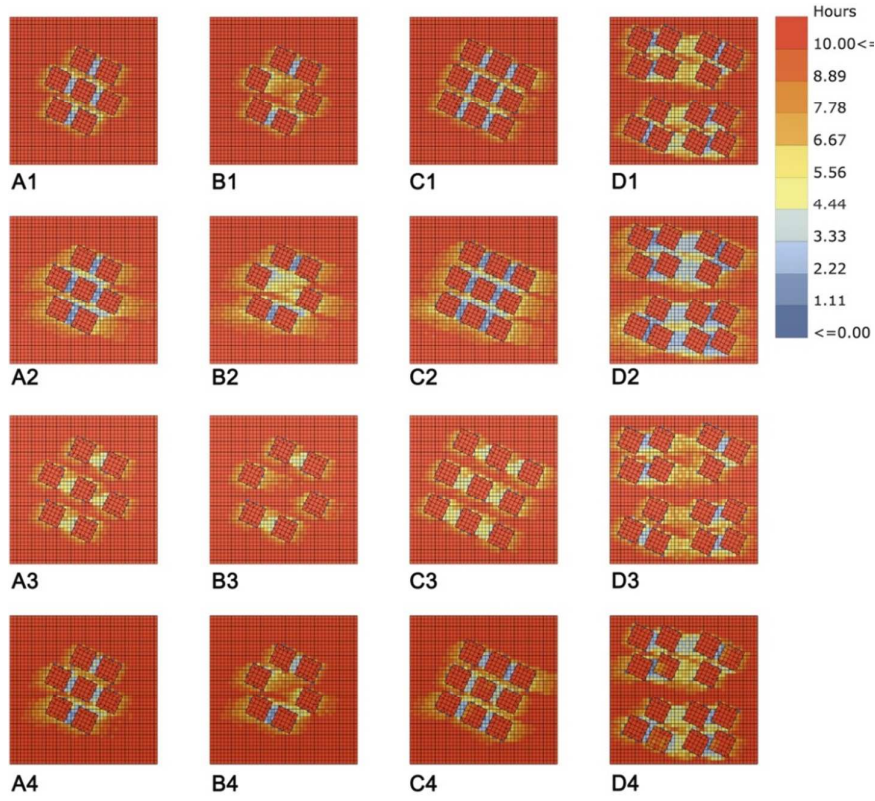 Hours
10.00<=
8.89
7.78
6.67
5.56
4.44
3.33
2.22
1.11
<=0.00
A1
B1
C1
D1
A2
B2
C2
D2
A3
B3
C3
D3
A4
B4
C4
D4